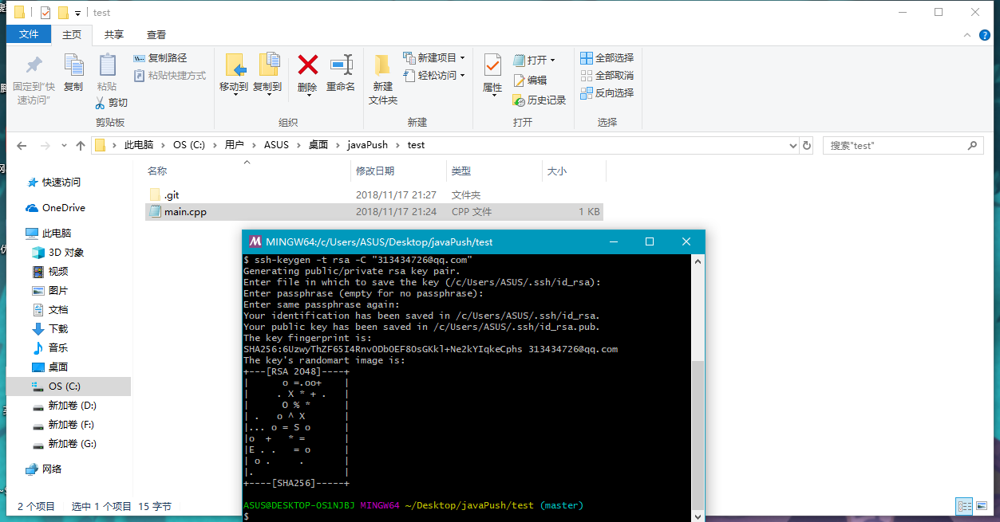 test
文件 主页 共享 查看
固定到"快速访问"
复制
粘贴
复制路径
粘贴快捷方式
剪切
剪贴板
移动到 复制到 删除 重命名
组织
新建文件夹
新建项目
轻松访问
新建
属性
打开
编辑
历史记录
打开
全部选择
全部取消
反向选择
选择
此电脑 OS (C:) 用户 ASUS 桌面 javaPush test
搜索"test"
名称 修改日期 类型 大小
.git 2018/11/17 21:27 文件夹
main.cpp 2018/11/17 21:24 CPP 文件 1 KB
快速访问
OneDrive
此电脑
3D 对象
视频
图片
文档
下载
音乐
桌面
OS (C:)
新加卷 (D:)
新加卷 (F:)
新加卷 (G:)
网络
2 个项目 选中 1 个项目 15 字节
MINGW64:/c/Users/ASUS/Desktop/javaPush/test
$ ssh-keygen -t rsa -C "313434726@qq.com"
Generating public/private rsa key pair.
Enter file in which to save the key (/c/Users/ASUS/.ssh/id_rsa):
Enter passphrase (empty for no passphrase):
Enter same passphrase again:
Your identification has been saved in /c/Users/ASUS/.ssh/id_rsa.
Your public key has been saved in /c/Users/ASUS/.ssh/id_rsa.pub.
The key fingerprint is:
SHA256:6UzwyThZF65I4RnvODbOEF8OsGKkl+Ne2kYIqkeCphs 313434726@qq.com
The key's randomart image is:
+---[RSA 2048]----+
|      o =.oo+    |
|     . X * + .   |
|      O % *      |
| .   o ^ X       |
|... o = S o      |
|o  +   * =       |
|E . .   = o      |
| o .     .       |
|.                |
+----[SHA256]-----+
ASUS@DESKTOP-OS1NJBJ MINGW64 ~/Desktop/javaPush/test (master)
$